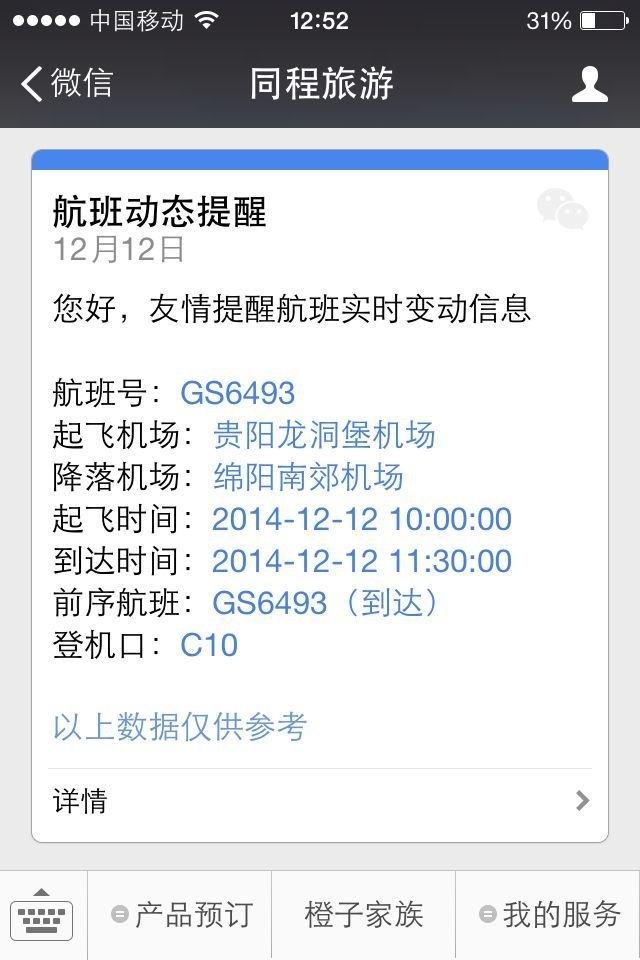 中国移动 12:52 31%
微信 同程旅游
航班动态提醒
12月12日
您好，友情提醒航班实时变动信息
航班号：GS6493
起飞机场：贵阳龙洞堡机场
降落机场：绵阳南郊机场
起飞时间：2014-12-12 10:00:00
到达时间：2014-12-12 11:30:00
前序航班：GS6493（到达）
登机口：C10
以上数据仅供参考
详情
产品预订 橙子家族 我的服务